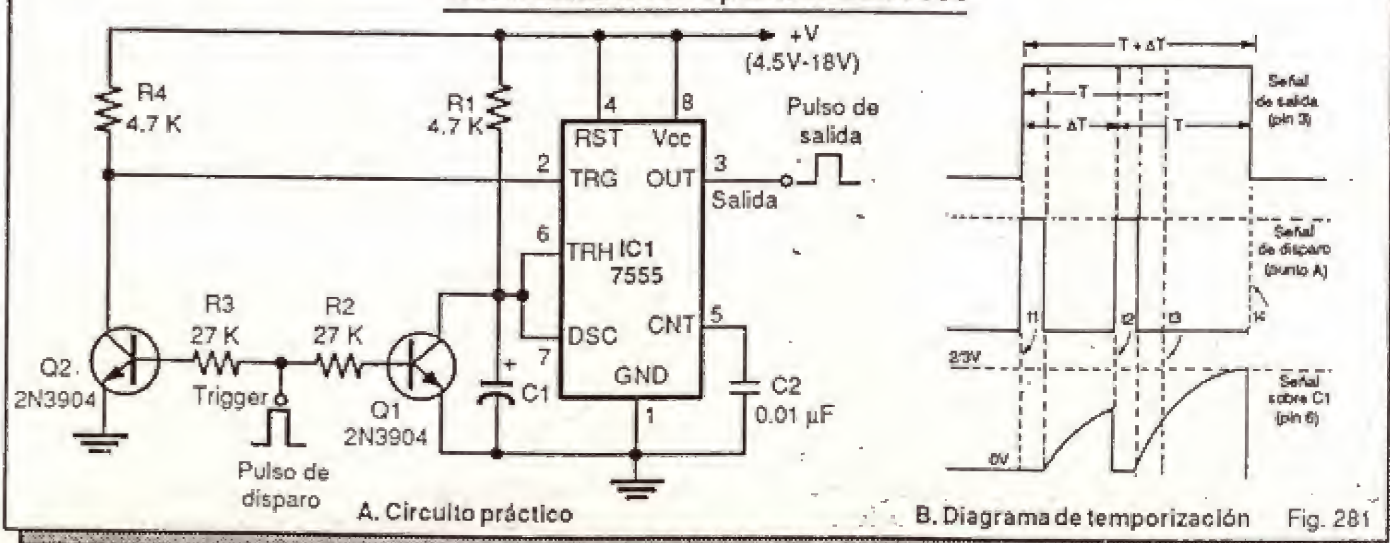 +V
(4.5V-18V)
R4
4.7 K
R1
4.7 K
4
8
RST
Vcc
2
TRG
OUT
3
Pulso de
salida
Salida
6
TRH
IC1
7555
DSC
7
CNT
5
GND
1
R3
27 K
R2
27 K
Q2
2N3904
Trigger
Q1
2N3904
C1
+
C2
0.01 µF
Pulso de
disparo
A. Circuito práctico
T + ΔT
T
ΔT
T
Señal
de salida
(pin 3)
Señal
de disparo
(punto A)
t1
t2
t3
2/3V
Señal
sobre C1
(pin 6)
0V
B. Diagrama de temporización
Fig. 281